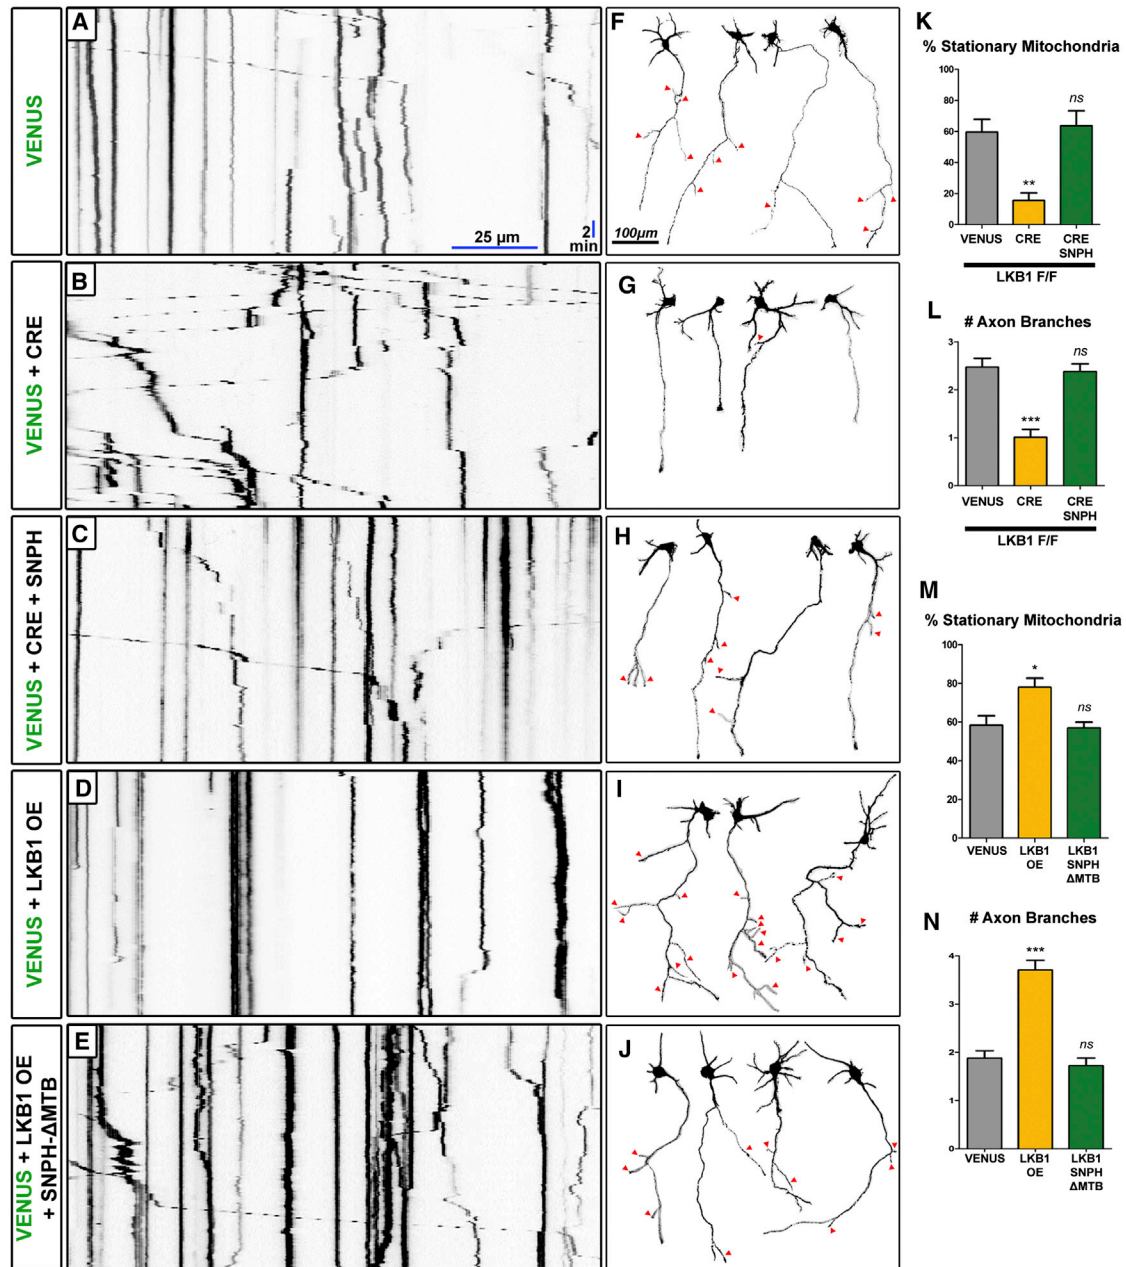 A
VENUS
25 µm
2
min
B
VENUS + CRE
C
VENUS + CRE + SNPH
D
VENUS + LKB1 OE
E
VENUS + LKB1 OE
+ SNPH-ΔMTB
F
100µm
G
H
I
J
K
% Stationary Mitochondria
100
80
60
40
20
0
**
ns
VENUS CRE CRE
SNPH
LKB1 F/F
L
# Axon Branches
3
2
1
0
***
ns
VENUS CRE CRE
SNPH
LKB1 F/F
M
% Stationary Mitochondria
100
80
60
40
20
0
*
ns
VENUS LKB1 LKB1
OE SNPH
ΔMTB
N
# Axon Branches
4
3
2
1
0
***
ns
VENUS LKB1 LKB1
OE SNPH
ΔMTB